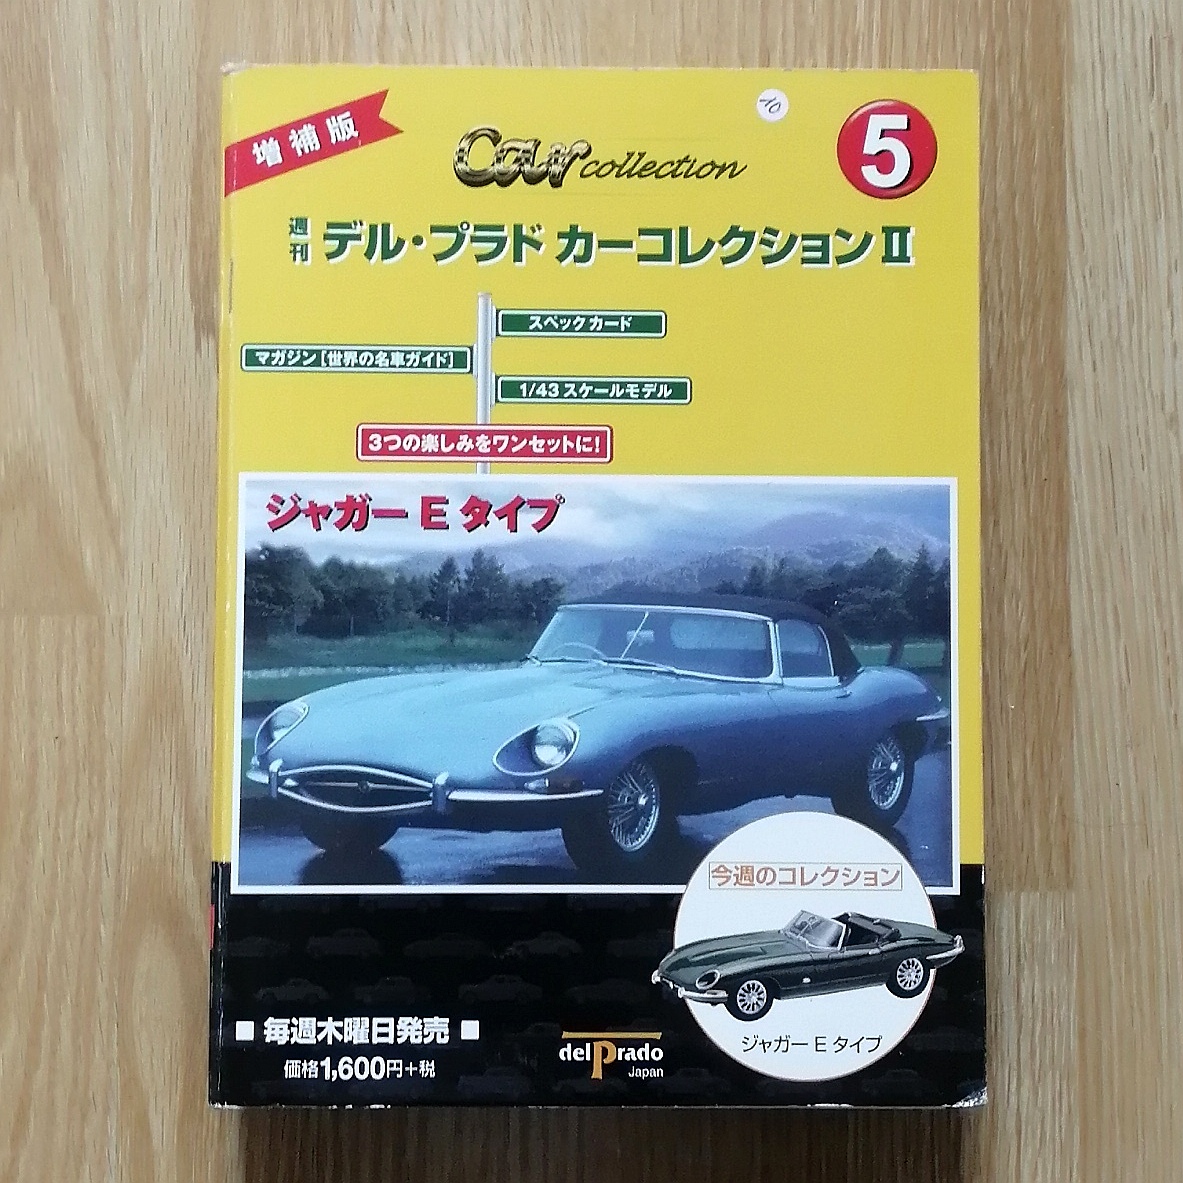 増補版
10
Car collection
5
週刊 デル・プラド カーコレクションⅡ
スペックカード
マガジン[世界の名車ガイド]
1/43スケールモデル
3つの楽しみをワンセットに!
ジャガー E タイプ
今週のコレクション
ジャガー E タイプ
■ 毎週木曜日発売 ■
価格1,600円+税
delPrado
Japan